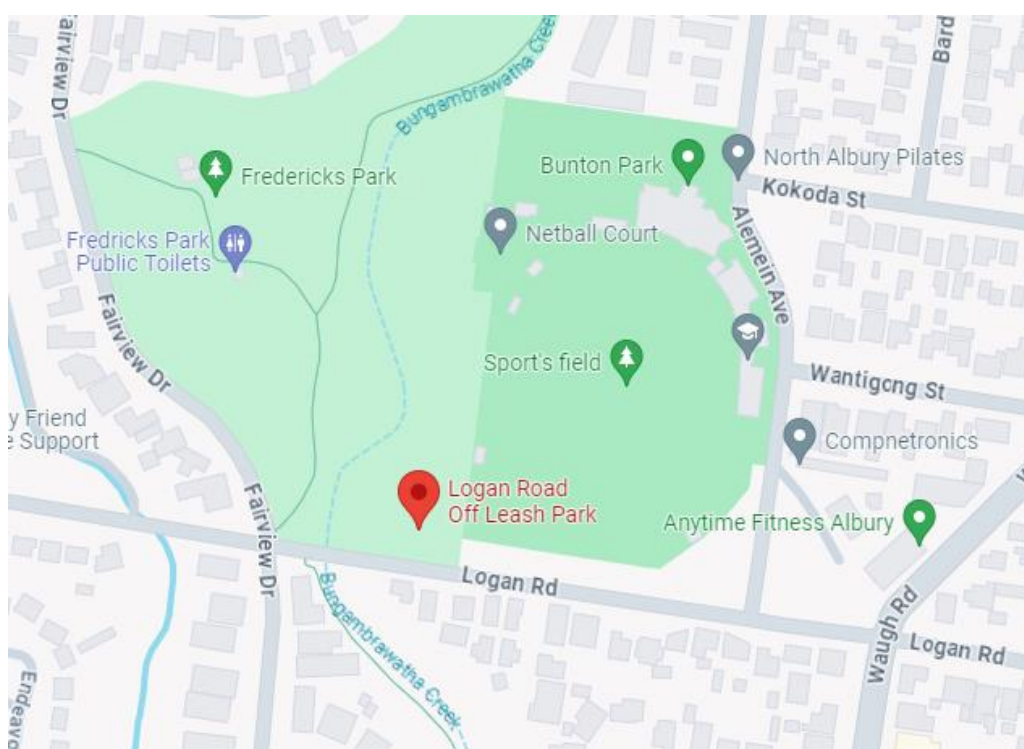 Fairview Dr
Bungambrawatha Creek
Bard
Fredericks Park
Bunton Park
North Albury Pilates
Kokoda St
Fredricks Park
Public Toilets
Netball Court
Alemein Ave
Fairview Dr
Sport's field
Wantigong St
y Friend
e Support
Compnetronics
Logan Road
Off Leash Park
Fairview Dr
Anytime Fitness Albury
Logan Rd
Bungambrawatha Creek
Waugh Rd
Logan Rd
Endeavo